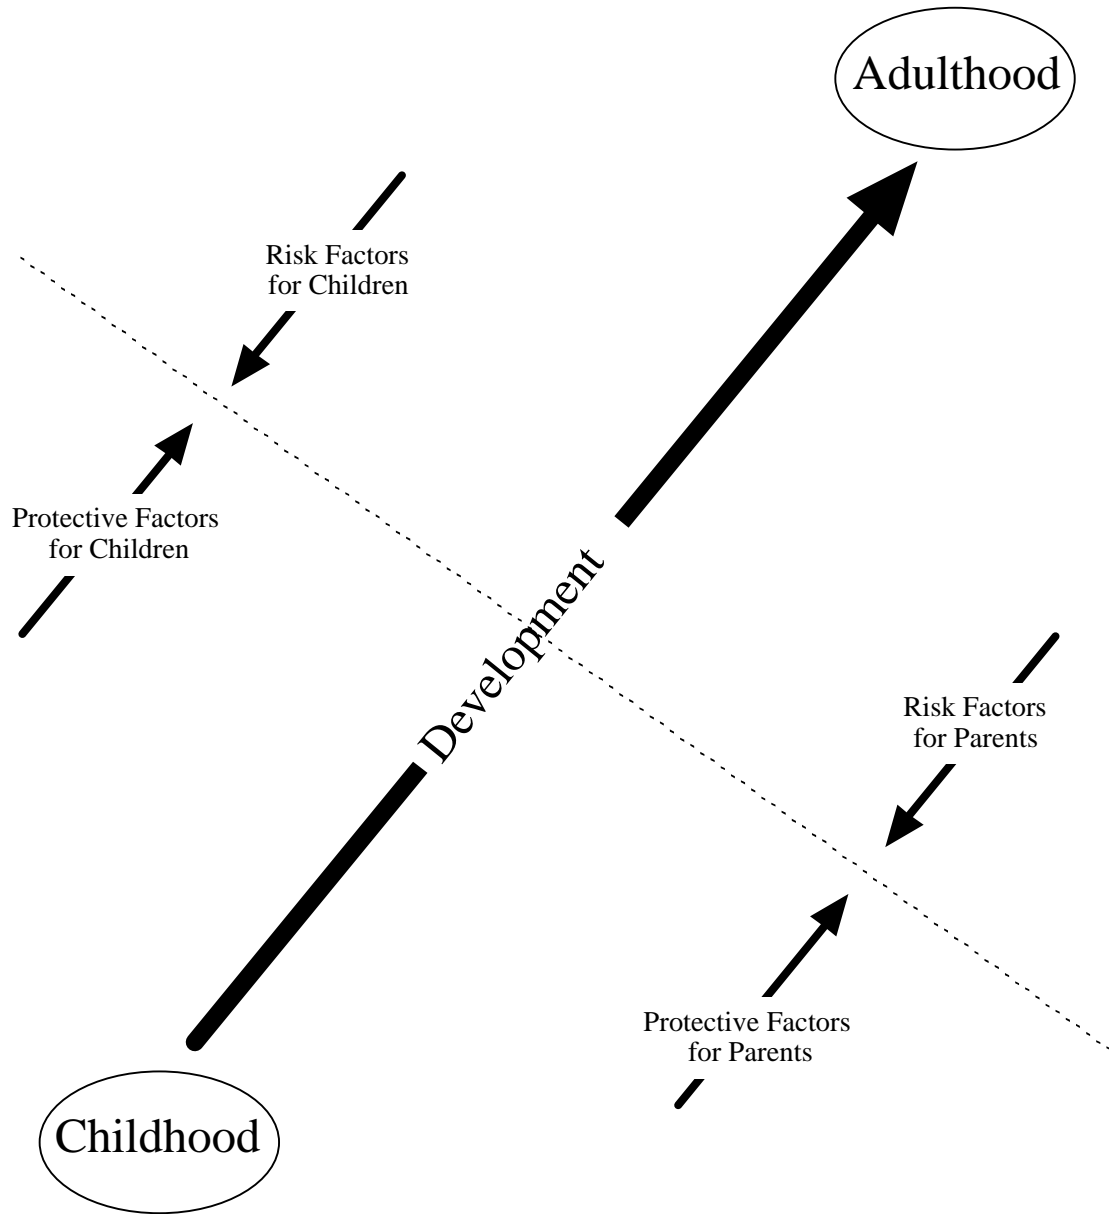 Adulthood
Risk Factors
for Children
Protective Factors
for Children
Development
Risk Factors
for Parents
Protective Factors
for Parents
Childhood